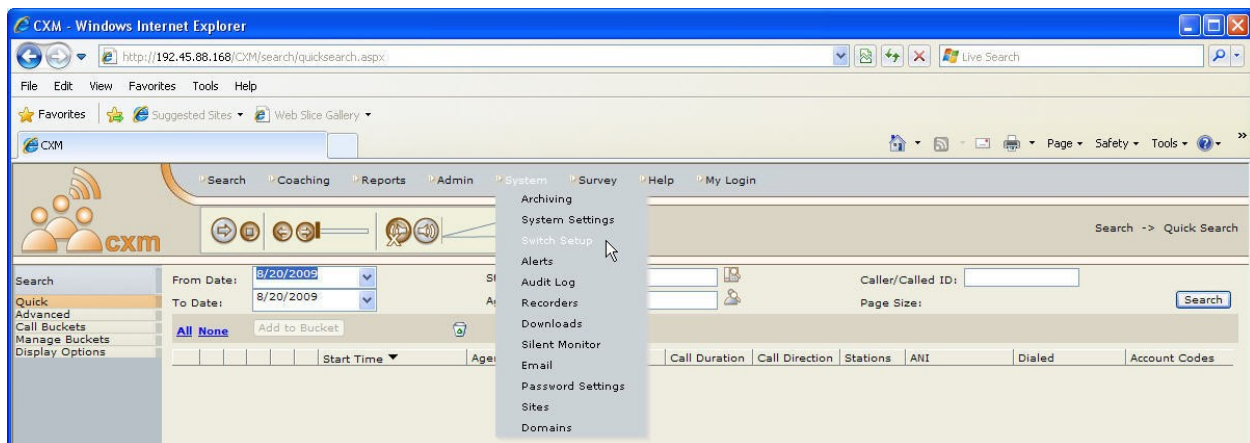 CXM - Windows Internet Explorer
http://192.45.88.168/CXM/search/quicksearch.aspx
Live Search
File Edit View Favorites Tools Help
Favorites Suggested Sites Web Slice Gallery
CXM
Page Safety Tools »
cxm
Search Coaching Reports Admin System Survey Help My Login
Archiving
System Settings
Switch Setup
Alerts
Audit Log
Recorders
Downloads
Silent Monitor
Email
Password Settings
Sites
Domains
Search -> Quick Search
Search
Quick
Advanced
Call Buckets
Manage Buckets
Display Options
From Date: 8/20/2009
Caller/Called ID:
To Date: 8/20/2009
Page Size:
Search
All None Add to Bucket
Start Time Call Duration Call Direction Stations ANI Dialed Account Codes